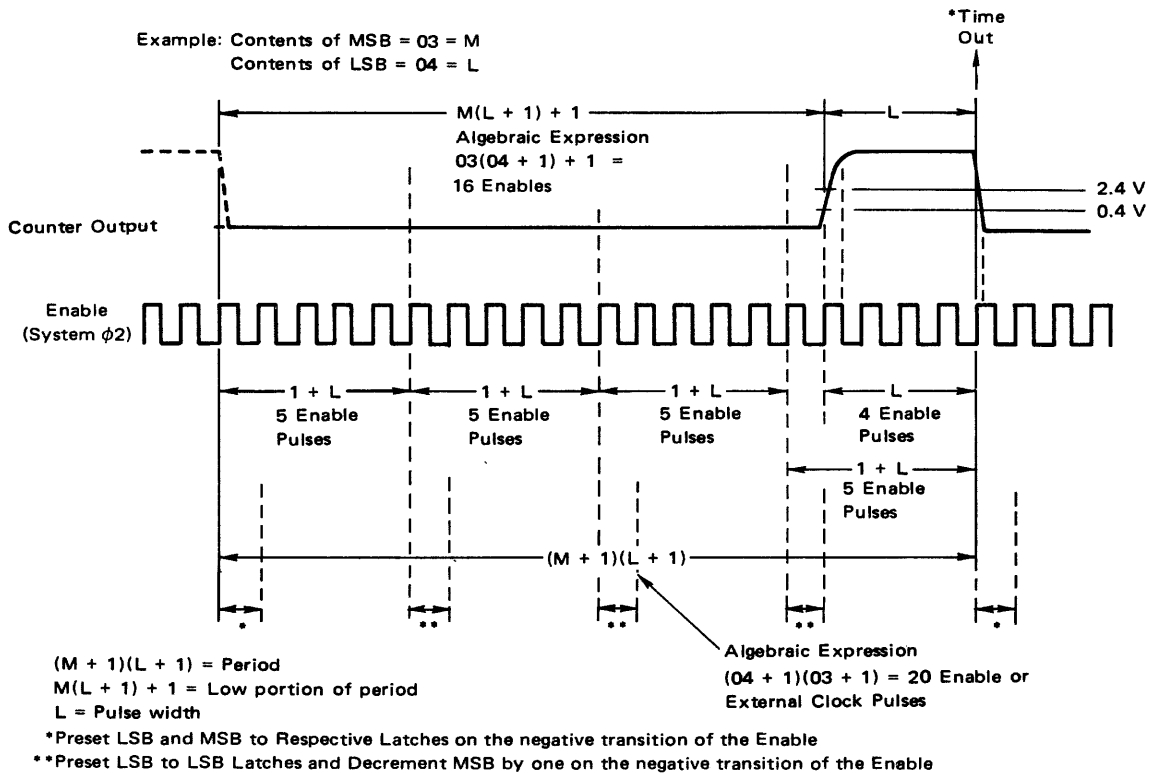 *Time
Out
Example: Contents of MSB = 03 = M
Contents of LSB = 04 = L
M(L + 1) + 1
L
Algebraic Expression
03(04 + 1) + 1 =
16 Enables
2.4 V
0.4 V
Counter Output
Enable
(System ϕ2)
1 + L
5 Enable
Pulses
1 + L
5 Enable
Pulses
1 + L
5 Enable
Pulses
L
4 Enable
Pulses
1 + L
5 Enable
Pulses
(M + 1)(L + 1)
*
**
**
**
*
Algebraic Expression
(04 + 1)(03 + 1) = 20 Enable or
External Clock Pulses
(M + 1)(L + 1) = Period
M(L + 1) + 1 = Low portion of period
L = Pulse width
*Preset LSB and MSB to Respective Latches on the negative transition of the Enable
**Preset LSB to LSB Latches and Decrement MSB by one on the negative transition of the Enable